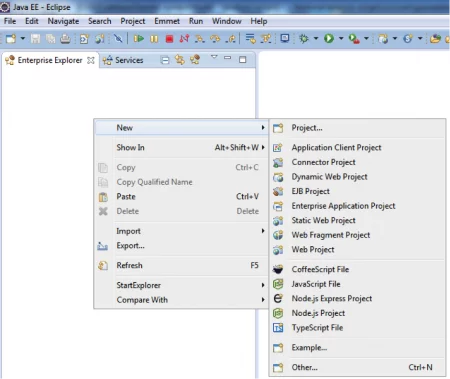 Java EE - Eclipse
File Edit Navigate Search Project Emmet Run Window Help
Enterprise Explorer Services
New
Show In Alt+Shift+W
Copy Ctrl+C
Copy Qualified Name
Paste Ctrl+V
Delete Delete
Import
Export...
Refresh F5
StartExplorer
Compare With
Project...
Application Client Project
Connector Project
Dynamic Web Project
EJB Project
Enterprise Application Project
Static Web Project
Web Fragment Project
Web Project
CoffeeScript File
JavaScript File
Node.js Express Project
Node.js Project
TypeScript File
Example...
Other... Ctrl+N